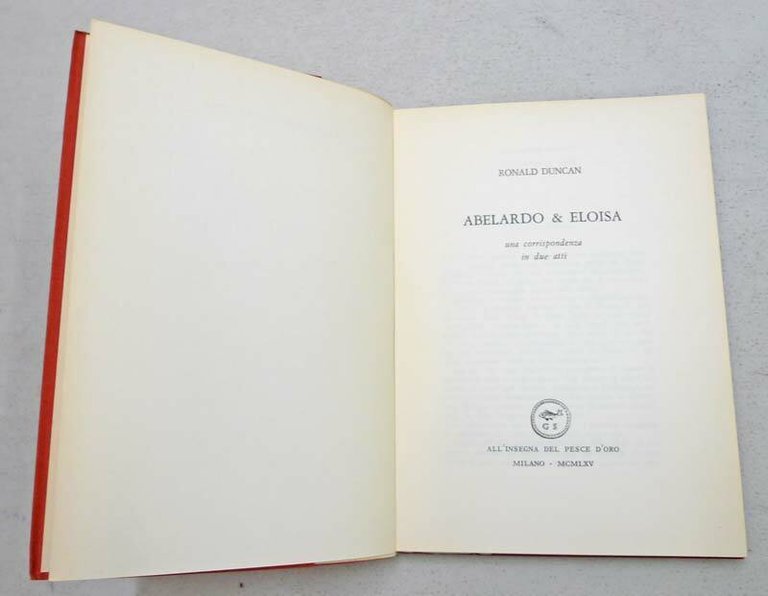 RONALD DUNCAN
ABELARDO & ELOISA
una corrispondenza
in due atti
G S
ALL'INSEGNA DEL PESCE D'ORO
MILANO - MCMLXV